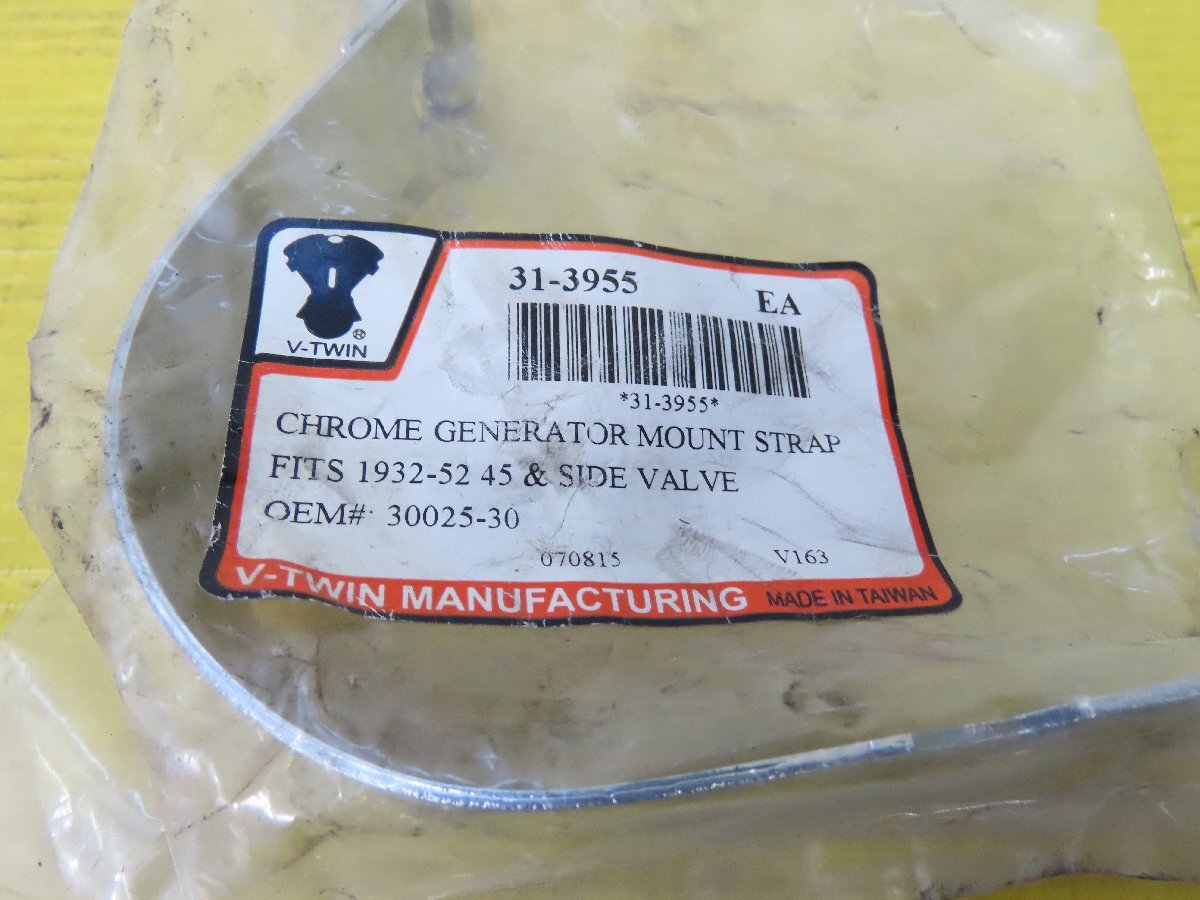 31-3955
EA
*31-3955*
® 
V-TWIN
CHROME GENERATOR MOUNT STRAP
FITS 1932-52 45 & SIDE VALVE
OEM#: 30025-30
070815 V163
V-TWIN MANUFACTURING MADE IN TAIWAN